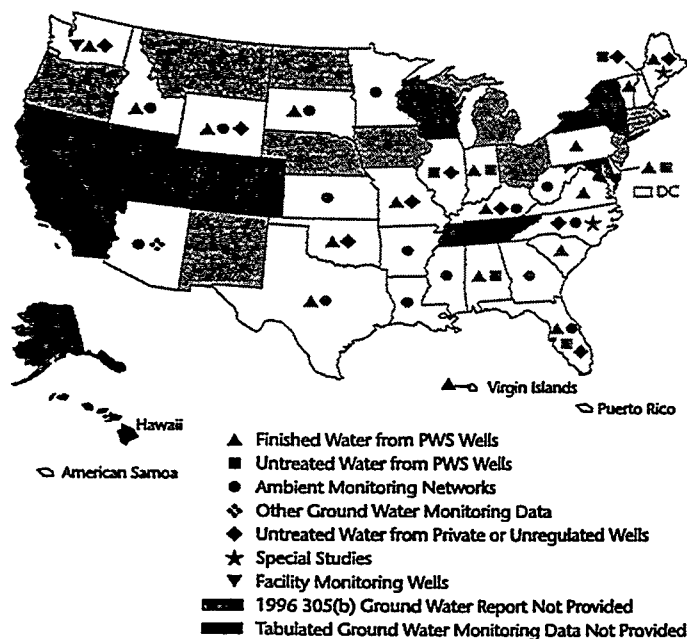 DC
Virgin Islands
Puerto Rico
Hawaii
American Samoa
Finished Water from PWS Wells
Untreated Water from PWS Wells
Ambient Monitoring Networks
Other Ground Water Monitoring Data
Untreated Water from Private or Unregulated Wells
Special Studies
Facility Monitoring Wells
1996 305(b) Ground Water Report Not Provided
Tabulated Ground Water Monitoring Data Not Provided